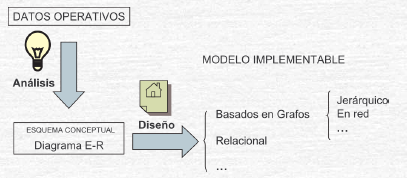 DATOS OPERATIVOS
Análisis
MODELO IMPLEMENTABLE
ESQUEMA CONCEPTUAL
Diagrama E-R
Diseño
Basados en Grafos
Relacional
...
Jerárquico
En red
...